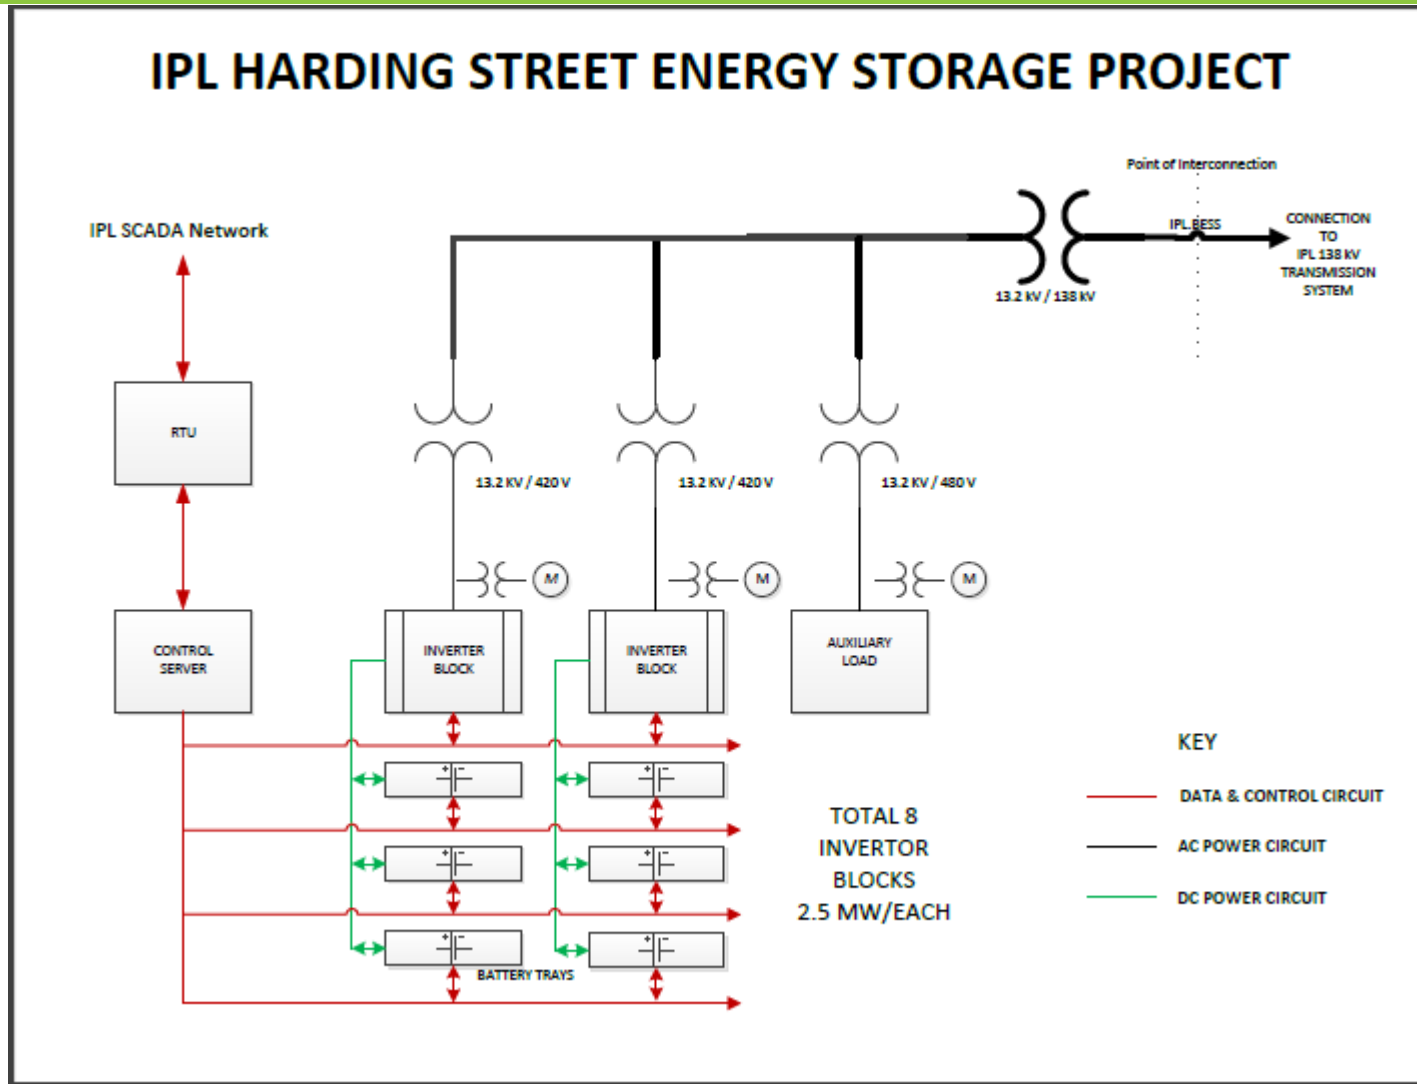 IPL HARDING STREET ENERGY STORAGE PROJECT
Point of Interconnection
IPL SCADA Network
IPL.BESS
CONNECTION
TO
IPL 138 KV
TRANSMISSION
SYSTEM
13.2 KV / 138 KV
RTU
13.2 KV / 420 V
13.2 KV / 420 V
13.2 KV / 480 V
M
M
M
CONTROL
SERVER
INVERTER
BLOCK
INVERTER
BLOCK
AUXILIARY
LOAD
KEY
DATA & CONTROL CIRCUIT
AC POWER CIRCUIT
DC POWER CIRCUIT
TOTAL 8
INVERTOR
BLOCKS
2.5 MW/EACH
BATTERY TRAYS